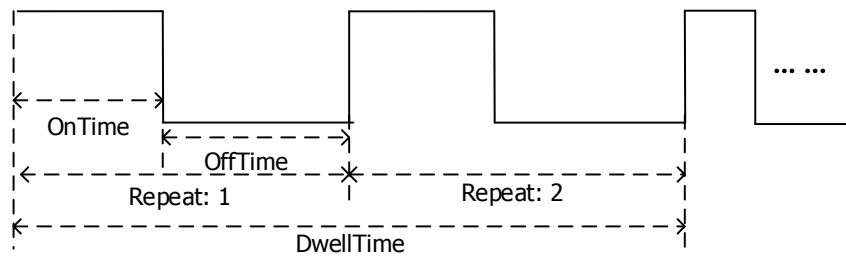 ... ...
OnTime
OffTime
Repeat: 1
Repeat: 2
DwellTime